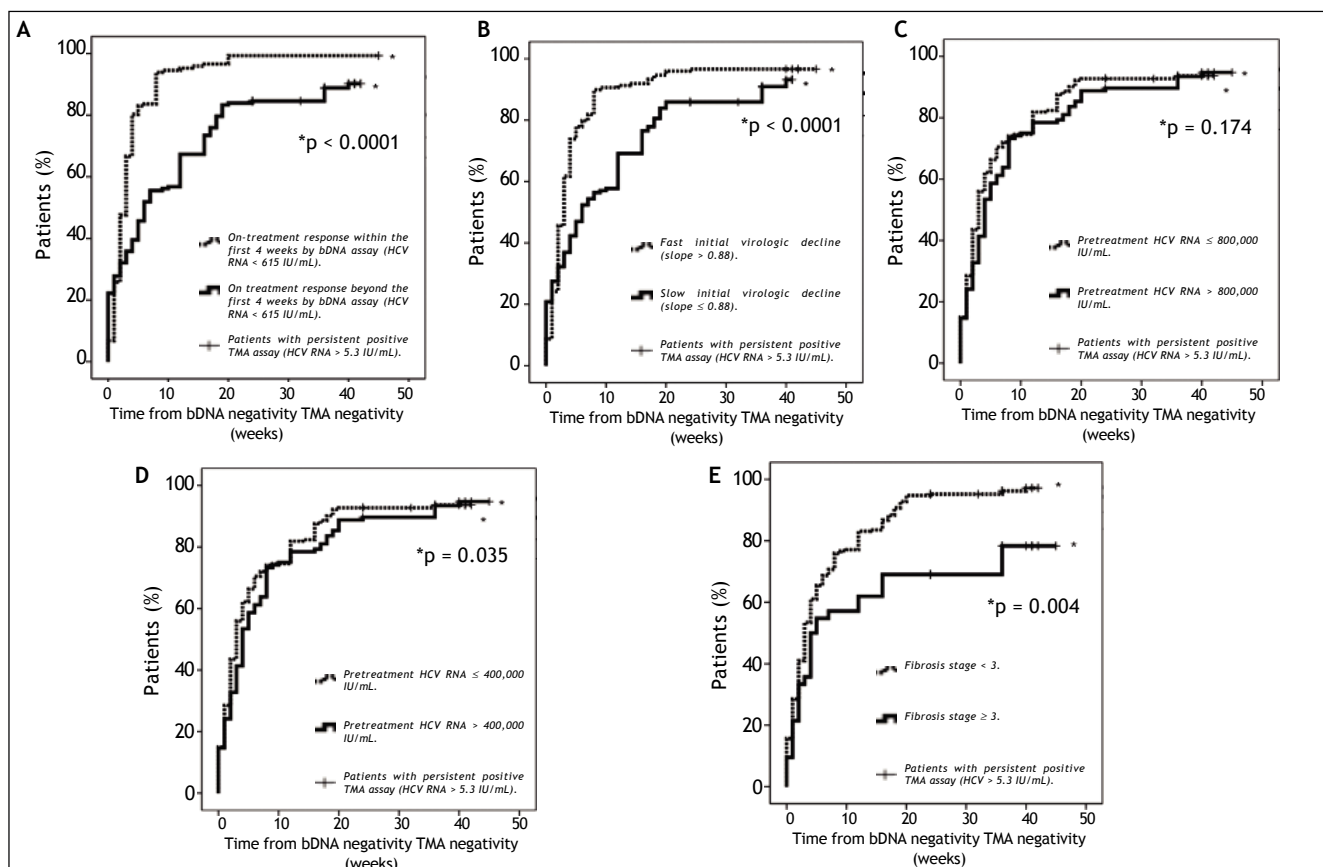 A
100
80
60
40
20
0
Patients (%)
*
*
*p < 0.0001
On-treatment response within the
first 4 weeks by bDNA assay (HCV
RNA < 615 IU/mL).
On treatment response beyond the
first 4 weeks by bDNA assay (HCV
RNA < 615 IU/mL).
Patients with persistent positive
TMA assay (HCV RNA > 5.3 IU/mL).
0 10 20 30 40 50
Time from bDNA negativity TMA negativity
(weeks)
B
100
80
60
40
20
0
Patients (%)
*
*
*p < 0.0001
Fast initial virologic decline
(slope > 0.88).
Slow initial virologic decline
(slope ≤ 0.88).
Patients with persistent positive
TMA assay (HCV RNA > 5.3 IU/mL).
0 10 20 30 40 50
Time from bDNA negativity TMA negativity
(weeks)
C
100
80
60
40
20
0
Patients (%)
*
*
*p = 0.174
Pretreatment HCV RNA ≤ 800,000
IU/mL.
Pretreatment HCV RNA > 800,000
IU/mL.
Patients with persistent positive
TMA assay (HCV RNA > 5.3 IU/mL).
0 10 20 30 40 50
Time from bDNA negativity TMA negativity
(weeks)
D
100
80
60
40
20
0
Patients (%)
*
*
*p = 0.035
Pretreatment HCV RNA ≤ 400,000
IU/mL.
Pretreatment HCV RNA > 400,000
IU/mL.
Patients with persistent positive
TMA assay (HCV RNA > 5.3 IU/mL).
0 10 20 30 40 50
Time from bDNA negativity TMA negativity
(weeks)
E
100
80
60
40
20
0
Patients (%)
*
*
*p = 0.004
Fibrosis stage < 3.
Fibrosis stage ≥ 3.
Patients with persistent positive
TMA assay (HCV > 5.3 IU/mL).
0 10 20 30 40 50
Time from bDNA negativity TMA negativity
(weeks)